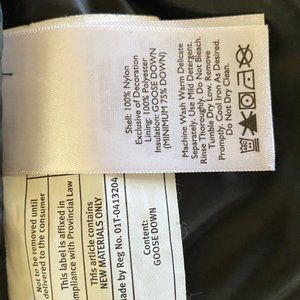 Shell: 100% Nylon
Exclusive of Decoration
Lining: 100% Polyester
Insulation: GOOSE DOWN
(MINIMUM 75% DOWN)
Machine Wash Warm Delicate
Separately. Use Mild Detergent.
Rinse Thoroughly. Do Not Bleach.
Tumble Dry Low. Remove
Promptly. Cool Iron As Desired.
Do Not Dry Clean.
Not to be removed until
delivered to the consumer
This label is affixed in
compliance with Provincial Law
This article contains
NEW MATERIALS ONLY
Made by Reg No. 01T-0413204
Content:
GOOSE DOWN